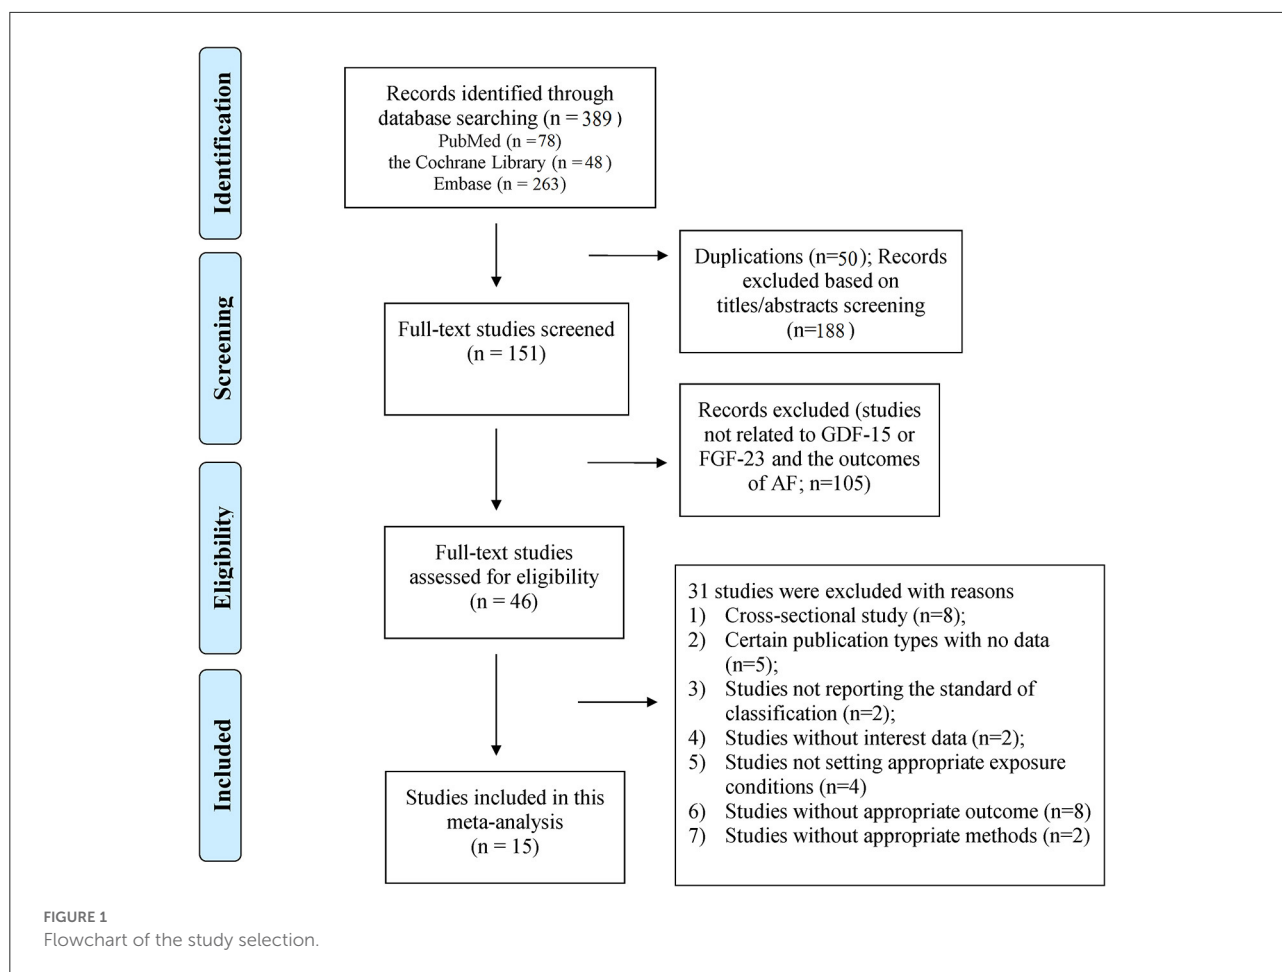 Identification
Records identified through
database searching (n = 389)
PubMed (n =78)
the Cochrane Library (n = 48)
Embase (n = 263)
Duplications (n=50); Records
excluded based on
titles/abstracts screening
(n=188)
Screening
Full-text studies screened
(n = 151)
Records excluded (studies
not related to GDF-15 or
FGF-23 and the outcomes
of AF; n=105)
Eligibility
Full-text studies
assessed for eligibility
(n = 46)
31 studies were excluded with reasons
1) Cross-sectional study (n=8);
2) Certain publication types with no data
(n=5);
3) Studies not reporting the standard of
classification (n=2);
4) Studies without interest data (n=2);
5) Studies not setting appropriate exposure
conditions (n=4)
6) Studies without appropriate outcome (n=8)
7) Studies without appropriate methods (n=2)
Included
Studies included in this
meta-analysis
(n = 15)
FIGURE 1
Flowchart of the study selection.